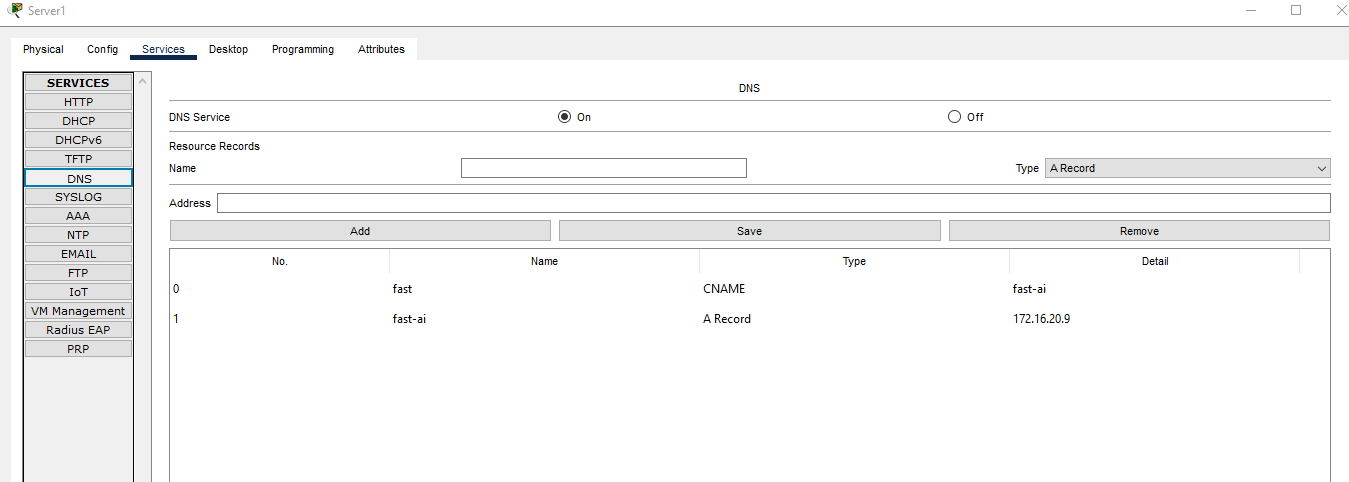 Server1
Physical Config Services Desktop Programming Attributes
SERVICES
HTTP
DHCP
DHCPv6
TFTP
DNS
SYSLOG
AAA
NTP
EMAIL
FTP
IoT
VM Management
Radius EAP
PRP
DNS
DNS Service On Off
Resource Records
Name Type A Record
Address
Add Save Remove
No. Name Type Detail
0 fast CNAME fast-ai
1 fast-ai A Record 172.16.20.9